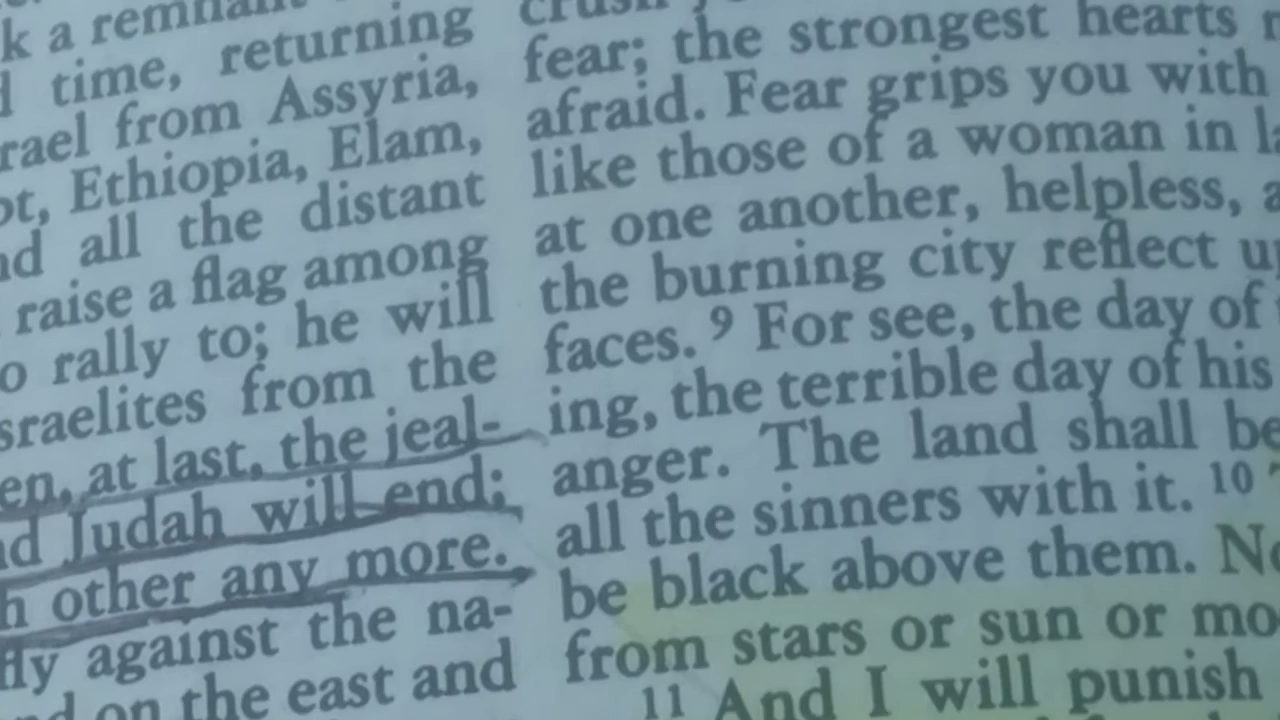 k a remnant
time, returning
from Assyria,
Ethiopia, Elam,
all the distant
raise a flag among
rally to; he will
from the
at last, the jeal-
Judah will end;
other any more.
against the na-
on the east and
fear; the strongest hearts
afraid. Fear grips you with
like those of a woman in
at one another, helpless,
the burning city reflect
faces. 9 For see, the day of
ing, the terrible day of his
anger. The land shall be
all the sinners with it. 10
be black above them.
from stars or sun or
11 And I will punish